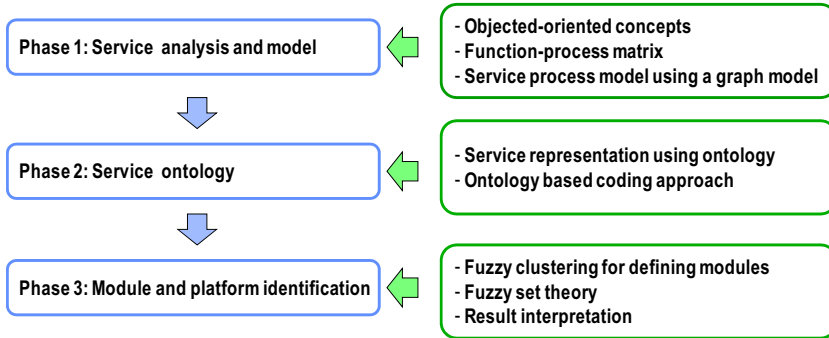 Phase 1: Service analysis and model
- Objected-oriented concepts
- Function-process matrix
- Service process model using a graph model
Phase 2: Service ontology
- Service representation using ontology
- Ontology based coding approach
Phase 3: Module and platform identification
- Fuzzy clustering for defining modules
- Fuzzy set theory
- Result interpretation